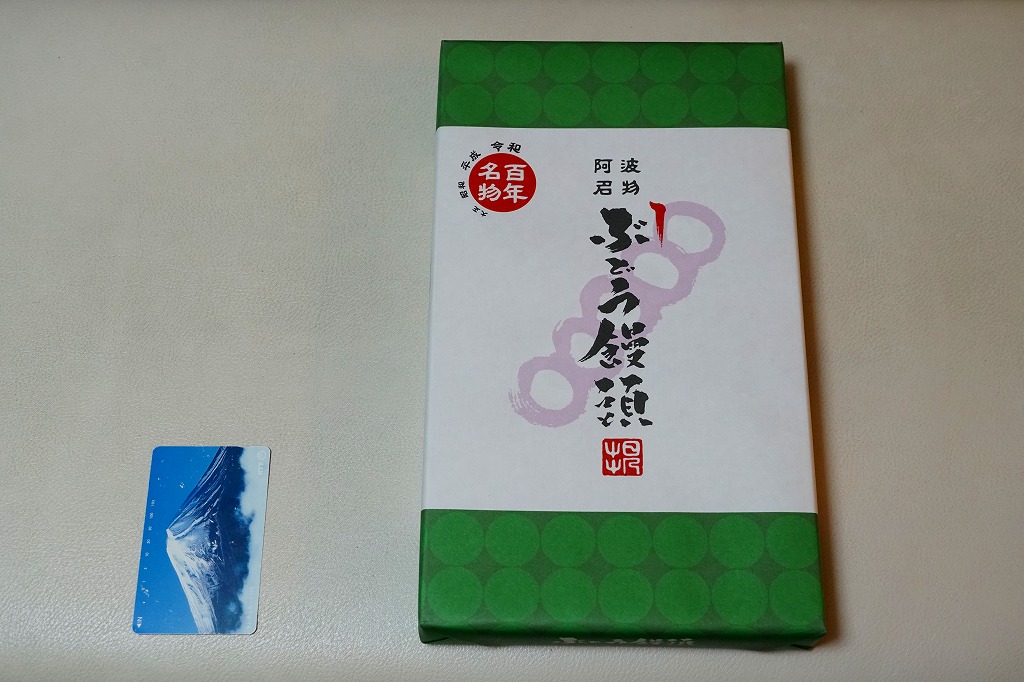 大正 昭和 平成 令和
百年
名物
阿波
名物
ぶどう饅頭